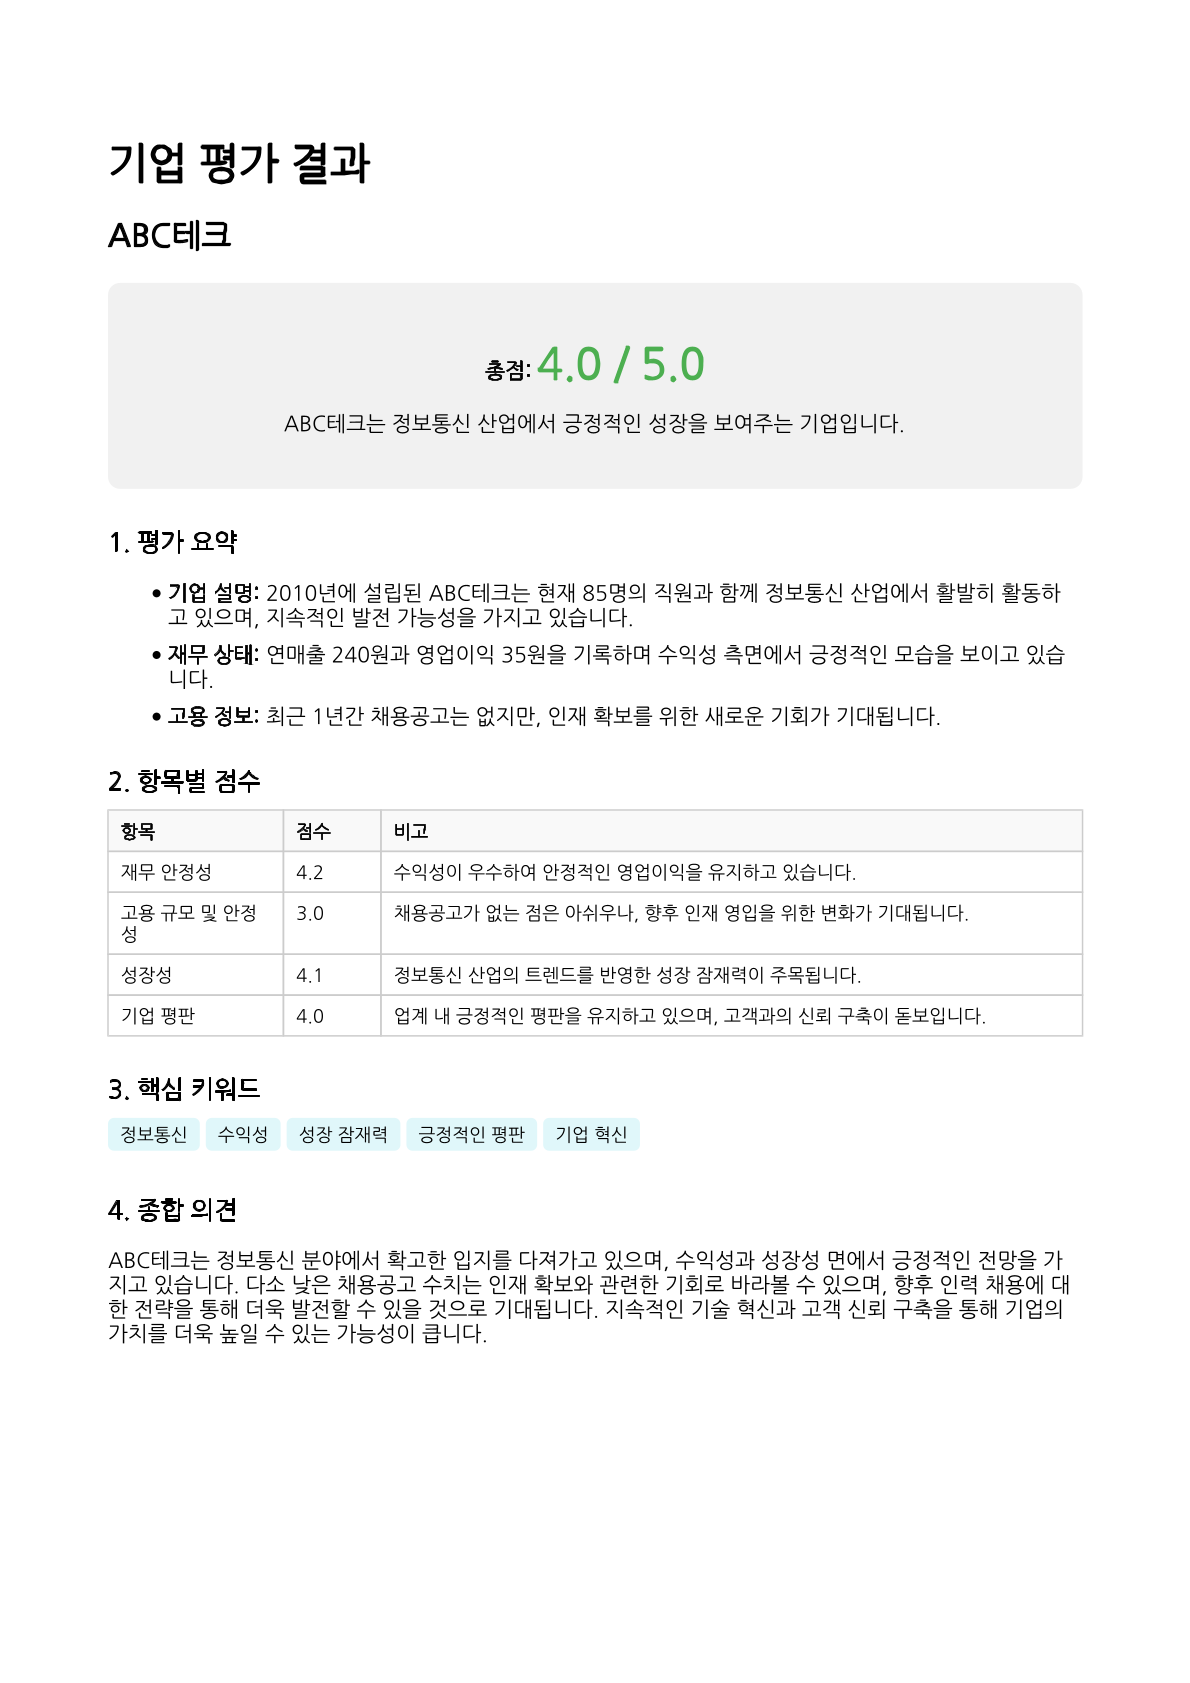 기업 평가 결과
ABC테크
총점: 4.0 / 5.0
ABC테크는 정보통신 산업에서 긍정적인 성장을 보여주는 기업입니다.
1. 평가 요약
• 기업 설명: 2010년에 설립된 ABC테크는 현재 85명의 직원과 함께 정보통신 산업에서 활발히 활동하
고 있으며, 지속적인 발전 가능성을 가지고 있습니다.
• 재무 상태: 연매출 240원과 영업이익 35원을 기록하며 수익성 측면에서 긍정적인 모습을 보이고 있습
니다.
• 고용 정보: 최근 1년간 채용공고는 없지만, 인재 확보를 위한 새로운 기회가 기대됩니다.
2. 항목별 점수
항목 점수 비고
재무 안정성 4.2 수익성이 우수하여 안정적인 영업이익을 유지하고 있습니다.
고용 규모 및 안정 3.0 채용공고가 없는 점은 아쉬우나, 향후 인재 영입을 위한 변화가 기대됩니다.
성
성장성 4.1 정보통신 산업의 트렌드를 반영한 성장 잠재력이 주목됩니다.
기업 평판 4.0 업계 내 긍정적인 평판을 유지하고 있으며, 고객과의 신뢰 구축이 돋보입니다.
3. 핵심 키워드
정보통신 수익성 성장 잠재력 긍정적인 평판 기업 혁신
4. 종합 의견
ABC테크는 정보통신 분야에서 확고한 입지를 다져가고 있으며, 수익성과 성장성 면에서 긍정적인 전망을 가
지고 있습니다. 다소 낮은 채용공고 수치는 인재 확보와 관련한 기회로 바라볼 수 있으며, 향후 인력 채용에 대
한 전략을 통해 더욱 발전할 수 있을 것으로 기대됩니다. 지속적인 기술 혁신과 고객 신뢰 구축을 통해 기업의
가치를 더욱 높일 수 있는 가능성이 큽니다.